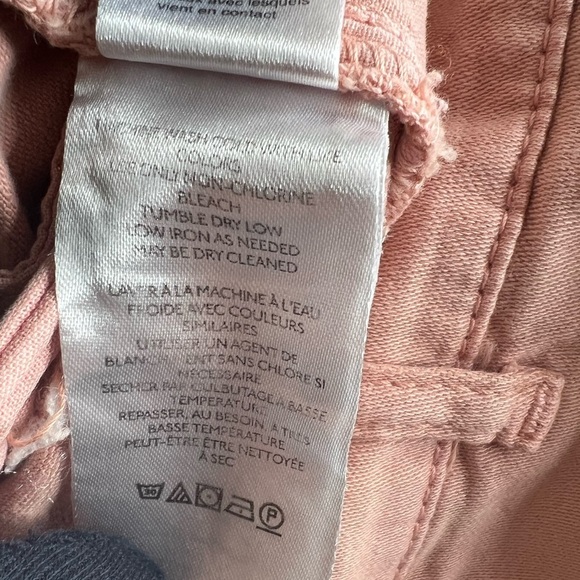 avec lesquels
vient en contact
MACHINE WASH COLD WITH LIKE
COLORS
USE ONLY NON-CHLORINE
BLEACH
TUMBLE DRY LOW
LOW IRON AS NEEDED
MAY BE DRY CLEANED
LAVER À LA MACHINE À L'EAU
FROIDE AVEC COULEURS
SIMILAIRES
UTILISER UN AGENT DE
BLANCHIMENT SANS CHLORE SI
NÉCESSAIRE
SÉCHER PAR CULBUTAGE À BASSE
TEMPÉRATURE
REPASSER, AU BESOIN, À TRÈS
BASSE TEMPÉRATURE
PEUT-ÊTRE ÊTRE NETTOYÉE
À SEC
30 P